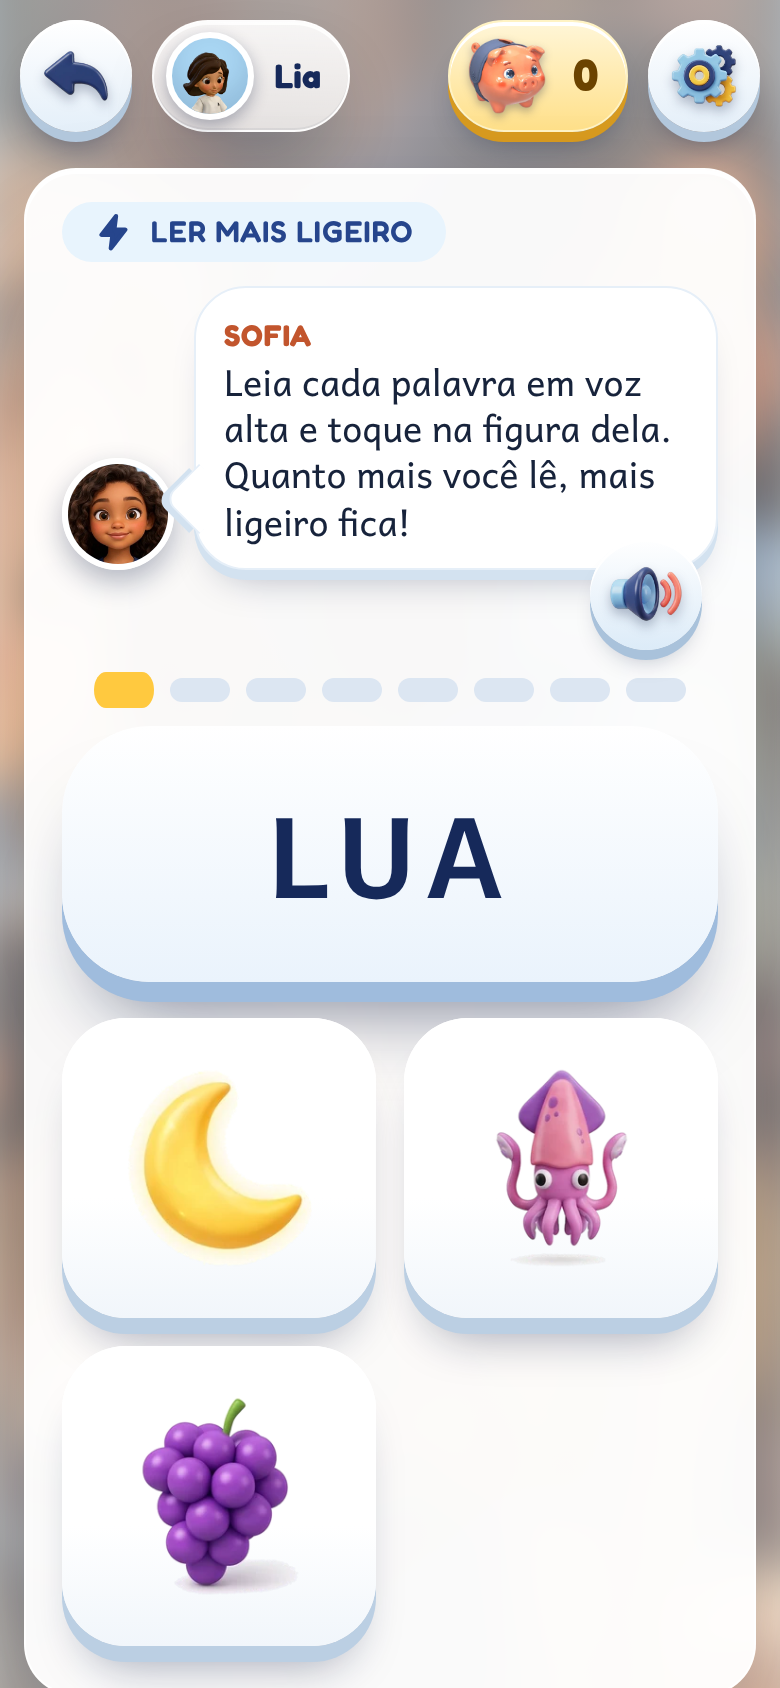 Lia
0
LER MAIS LIGEIRO
SOFIA
Leia cada palavra em voz
alta e toque na figura dela.
Quanto mais você lê, mais
ligeiro fica!
LUA